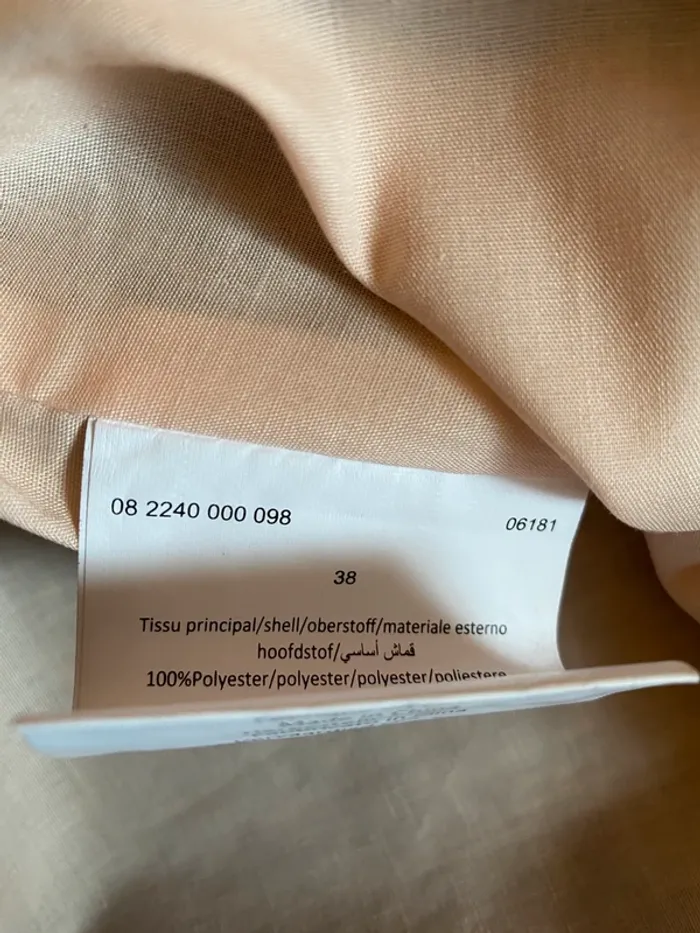 08 2240 000 098
06181
38
Tissu principal/shell/oberstoff/materiale esterno
hoofdstof/قماش أساسي
100%Polyester/polyester/polyester/poliestere